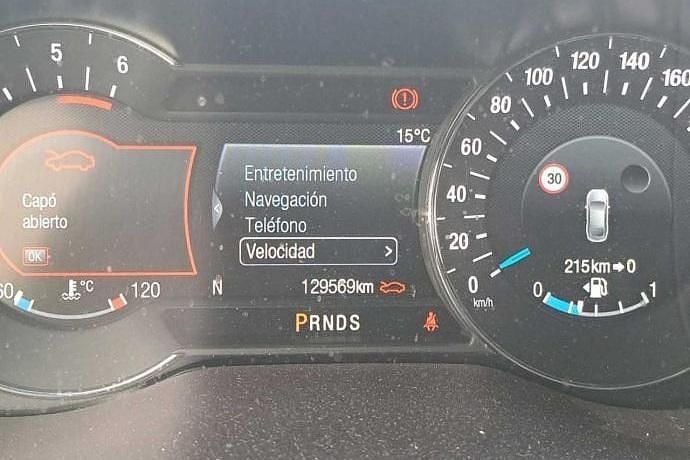 5
6
Capó
abierto
OK
60
°C
120
Entretenimiento
Navegación
Teléfono
Velocidad >
15°C
N
129569km
PRNDS
0
20
40
60
80
100
120
140
160
km/h
30
215km→0
0
1